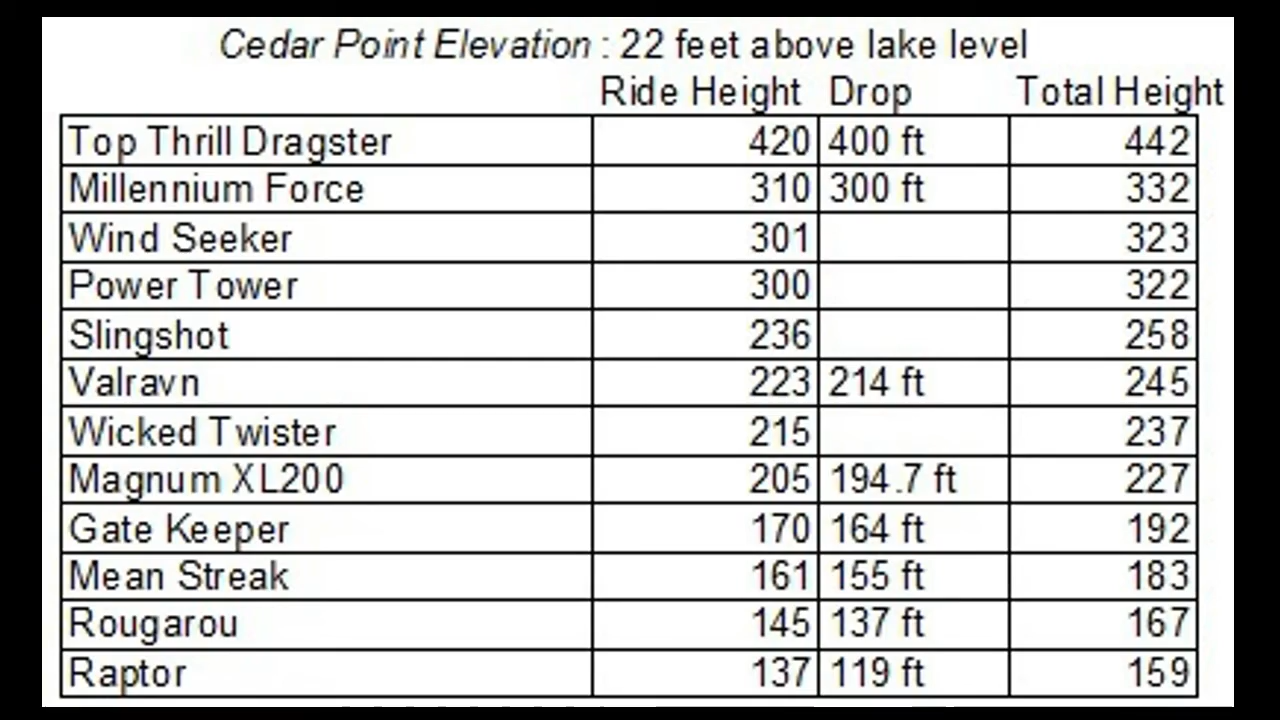 Cedar Point Elevation : 22 feet above lake level
Ride Height Drop Total Height
Top Thrill Dragster 420 400 ft 442
Millennium Force 310 300 ft 332
Wind Seeker 301 323
Power Tower 300 322
Slingshot 236 258
Valravn 223 214 ft 245
Wicked Twister 215 237
Magnum XL200 205 194.7 ft 227
Gate Keeper 170 164 ft 192
Mean Streak 161 155 ft 183
Rougarou 145 137 ft 167
Raptor 137 119 ft 159